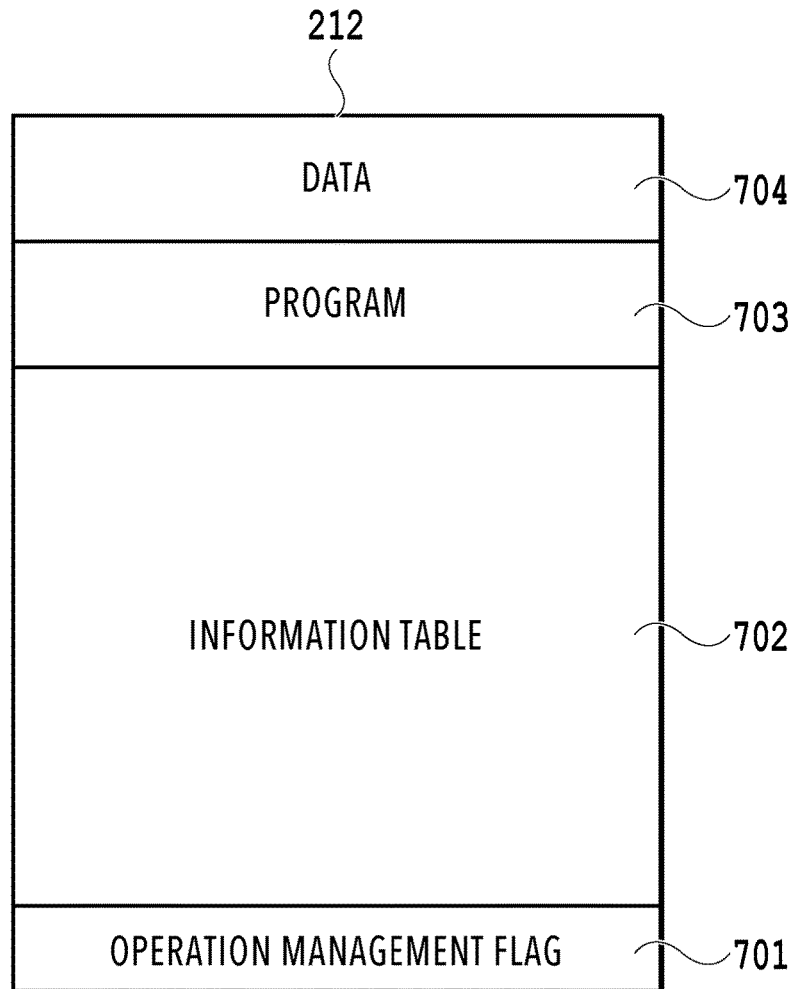 212
DATA
704
PROGRAM
703
INFORMATION TABLE
702
OPERATION MANAGEMENT FLAG
701